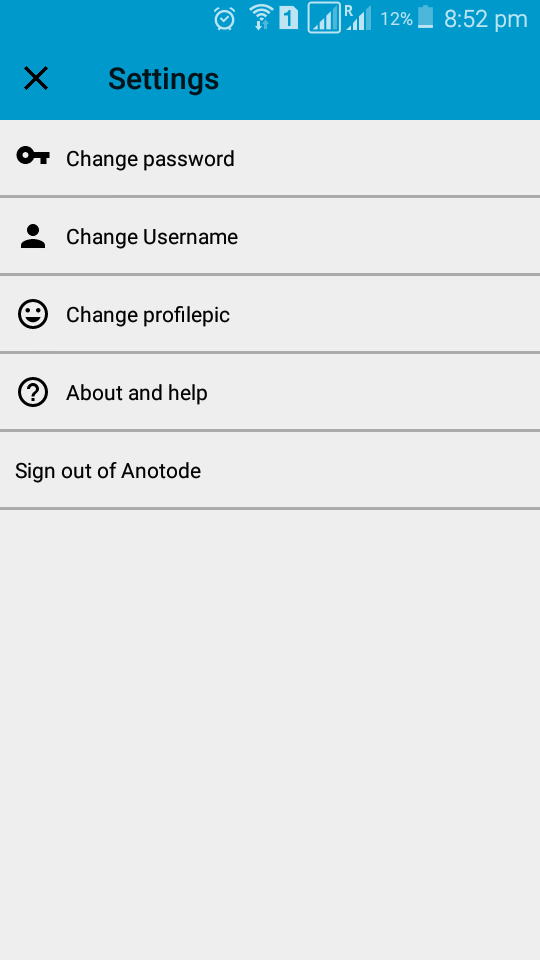 1 R 12% 8:52 pm
Settings
Change password
Change Username
Change profilepic
About and help
Sign out of Anotode